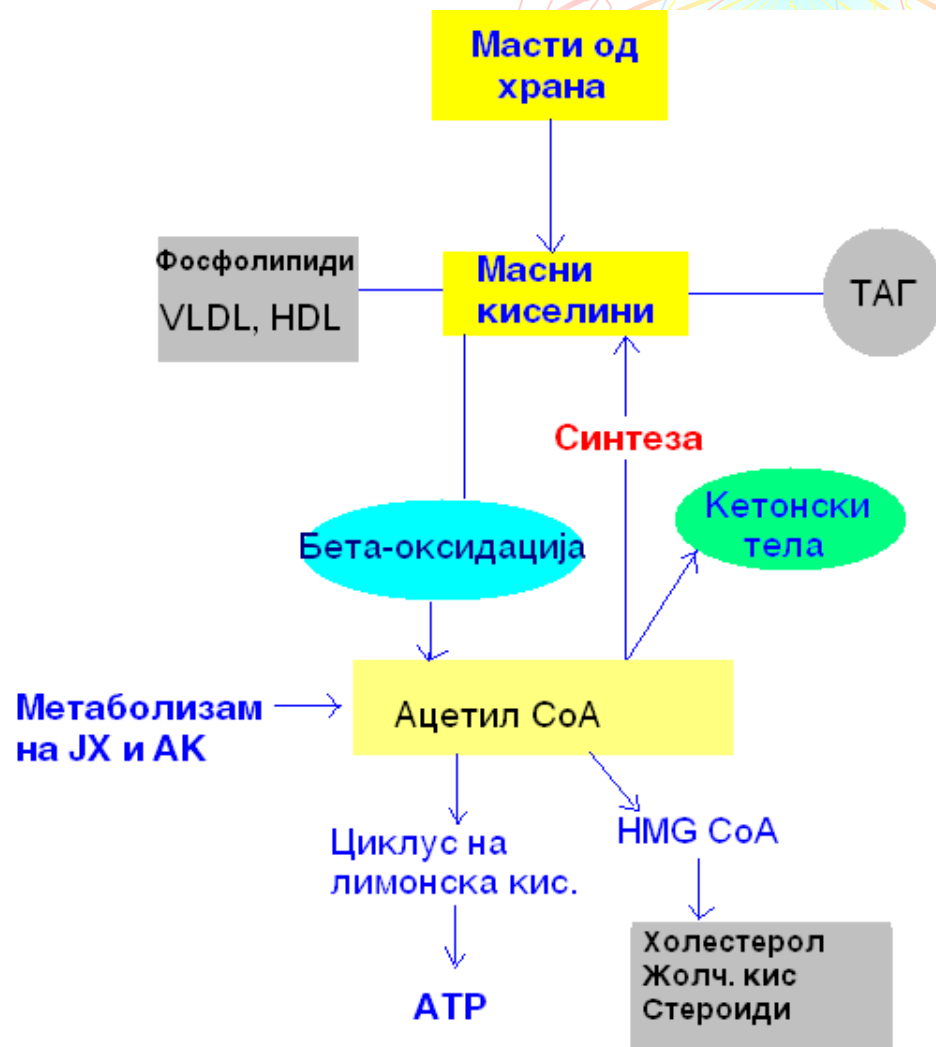 Масти од
храна
Фосфолипиди
VLDL, HDL
Масни
киселини
ТАГ
Синтеза
Кетонски
тела
Бета-оксидација
Метаболизам
на ЈХ и АК
Ацетил СоА
Циклус на
лимонска кис.
HMG CoA
ATP
Холестерол
Жолч. кис
Стероиди